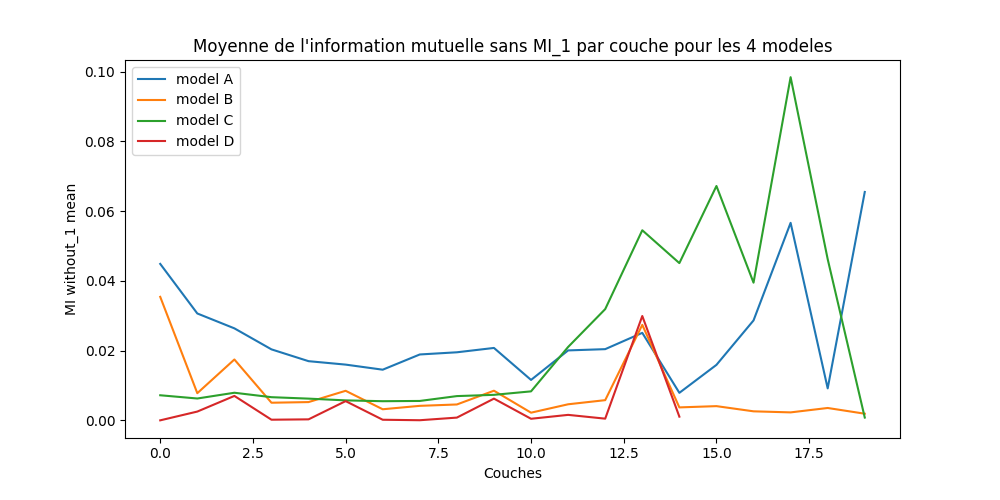 Moyenne de l'information mutuelle sans MI_1 par couche pour les 4 modeles
model A
model B
model C
model D
MI without_1 mean
0.10
0.08
0.06
0.04
0.02
0.00
0.0 2.5 5.0 7.5 10.0 12.5 15.0 17.5
Couches